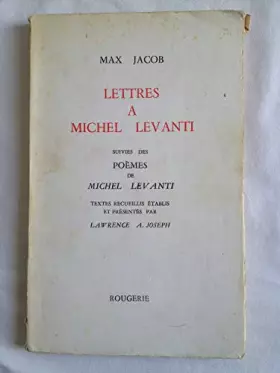 MAX JACOB
LETTRES
A
MICHEL LEVANTI
SUIVIES DES
POÈMES
DE
MICHEL LEVANTI
TEXTES RECUEILLIS ÉTABLIS
ET PRÉSENTÉS PAR
LAWRENCE A. JOSEPH
ROUGERIE